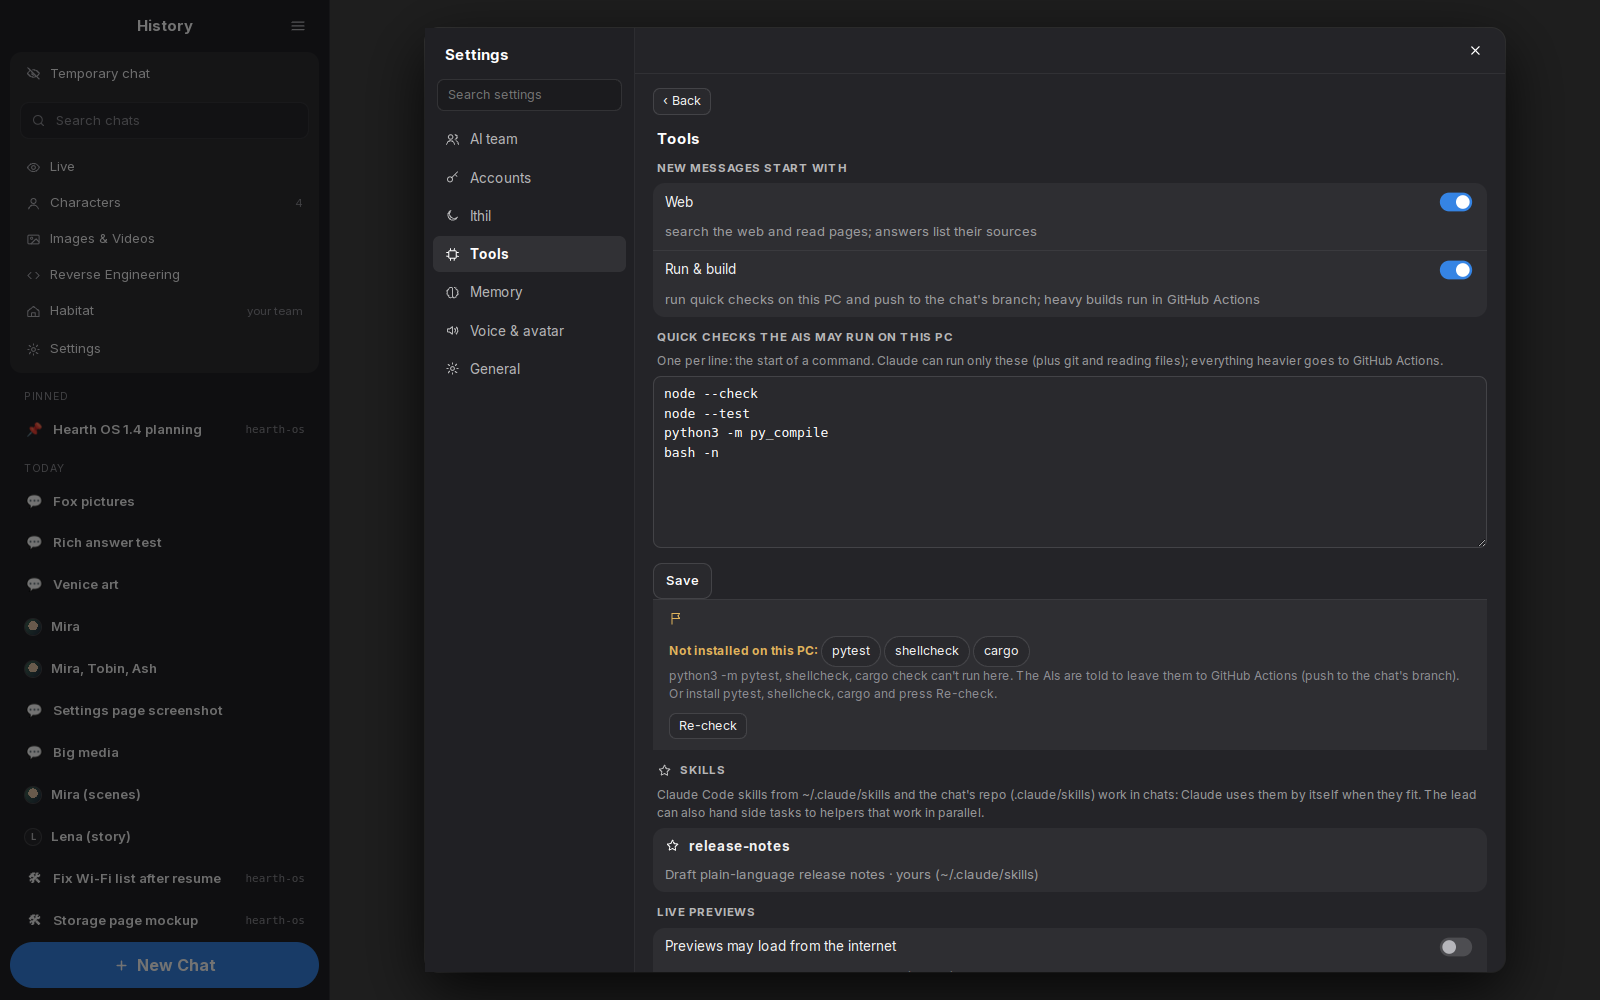 History
Temporary chat
Search chats
Live
Characters 4
Images & Videos
Reverse Engineering
Habitat your team
Settings
PINNED
Hearth OS 1.4 planning hearth-os
TODAY
Fox pictures
Rich answer test
Venice art
Mira
Mira, Tobin, Ash
Settings page screenshot
Big media
Mira (scenes)
L Lena (story)
Fix Wi-Fi list after resume hearth-os
Storage page mockup hearth-os
+ New Chat
Settings
Search settings
AI team
Accounts
Ithil
Tools
Memory
Voice & avatar
General
‹ Back
Tools
NEW MESSAGES START WITH
Web
search the web and read pages; answers list their sources
Run & build
run quick checks on this PC and push to the chat's branch; heavy builds run in GitHub Actions
QUICK CHECKS THE AIS MAY RUN ON THIS PC
One per line: the start of a command. Claude can run only these (plus git and reading files); everything heavier goes to GitHub Actions.
node --check
node --test
python3 -m py_compile
bash -n
Save
Not installed on this PC: pytest shellcheck cargo
python3 -m pytest, shellcheck, cargo check can't run here. The AIs are told to leave them to GitHub Actions (push to the chat's branch).
Or install pytest, shellcheck, cargo and press Re-check.
Re-check
SKILLS
Claude Code skills from ~/.claude/skills and the chat's repo (.claude/skills) work in chats: Claude uses them by itself when they fit. The lead
can also hand side tasks to helpers that work in parallel.
release-notes
Draft plain-language release notes · yours (~/.claude/skills)
LIVE PREVIEWS
Previews may load from the internet